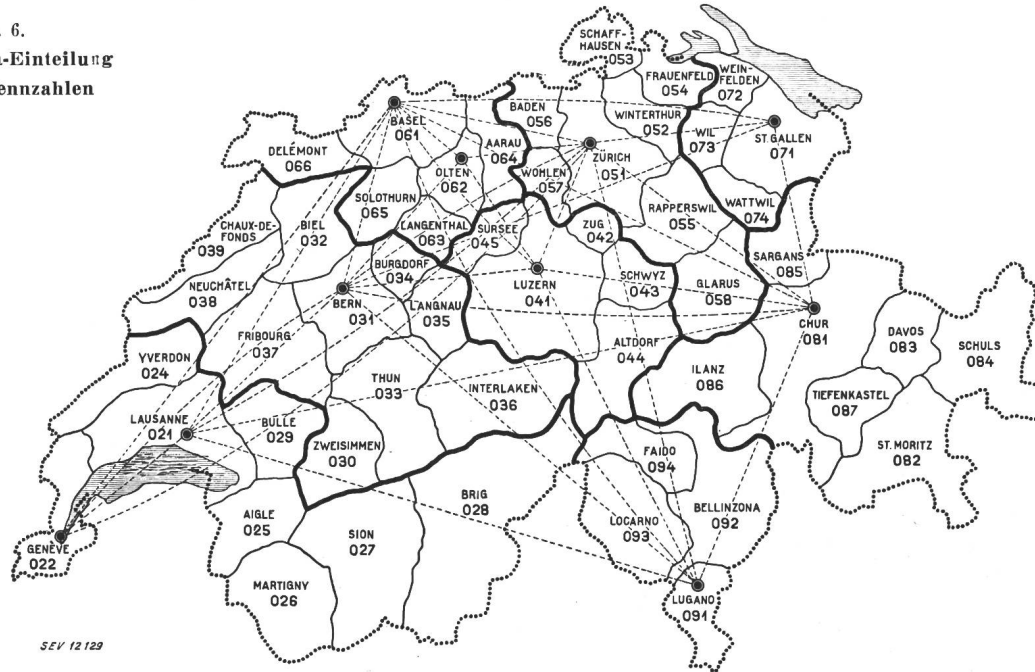 6.
-Einteilung
ennzahlen
SCHAFF-
HAUSEN
053
FRAUENFELD
054
WEIN-
FELDEN
072
BASEL
061
BADEN
056
WINTERTHUR
052
WIL
073
ST. GALLEN
071
AARAU
064
DELÉMONT
066
OLTEN
062
WOHLEN
057
ZÜRICH
051
SOLOTHURN
065
RAPPERSWIL
055
WATTWIL
074
CHAUX-DE-
FONDS
039
BIEL
032
LANGENTHAL
063
SURSEE
045
ZUG
042
SARGANS
085
BURGDORF
034
NEUCHÂTEL
038
BERN
031
LANGNAU
035
LUZERN
041
SCHWYZ
043
GLARUS
058
CHUR
081
DAVOS
083
SCHULS
084
FRIBOURG
037
YVERDON
024
ALTDORF
044
ILANZ
086
THUN
033
INTERLAKEN
036
TIEFENKASTEL
087
LAUSANNE
021
BULLE
029
ZWEISIMMEN
030
FAIDO
094
ST. MORITZ
082
BRIG
028
BELLINZONA
092
AIGLE
025
SION
027
LOCARNO
093
GENÈVE
022
MARTIGNY
026
LUGANO
091
SEV 12129